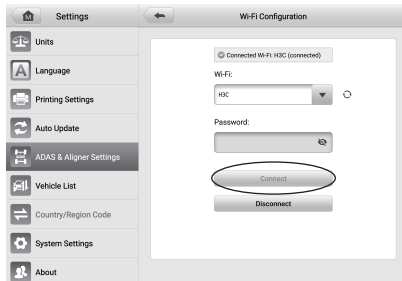 Settings
Wi-Fi Configuration
Units
Language
Printing Settings
Auto Update
ADAS & Aligner Settings
Vehicle List
Country/Region Code
System Settings
About
Connected Wi-Fi: H3C (connected)
Wi-Fi:
H3C
Password:
Connect
Disconnect